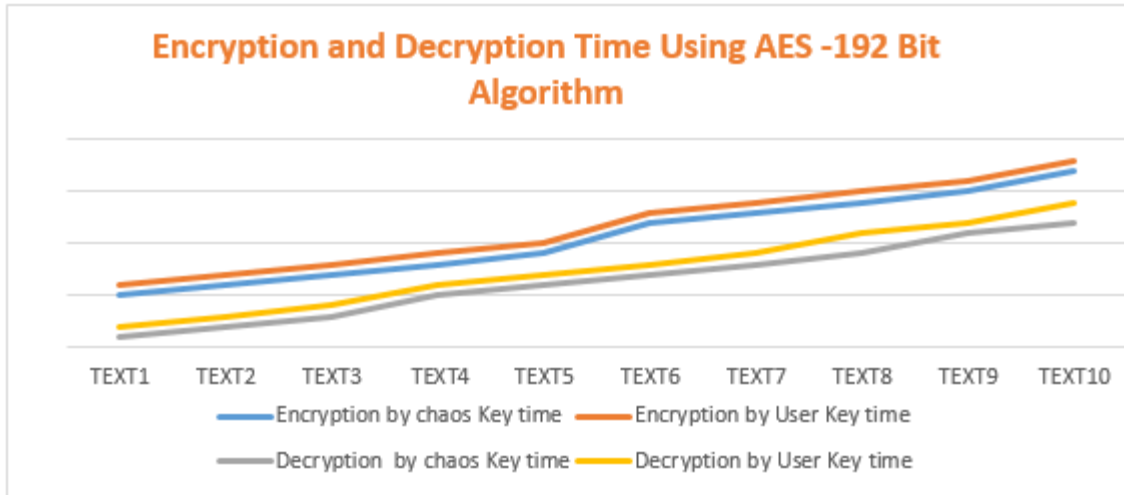 Encryption and Decryption Time Using AES -192 Bit
Algorithm
TEXT1 TEXT2 TEXT3 TEXT4 TEXT5 TEXT6 TEXT7 TEXT8 TEXT9 TEXT10
Encryption by chaos Key time Encryption by User Key time
Decryption by chaos Key time Decryption by User Key time